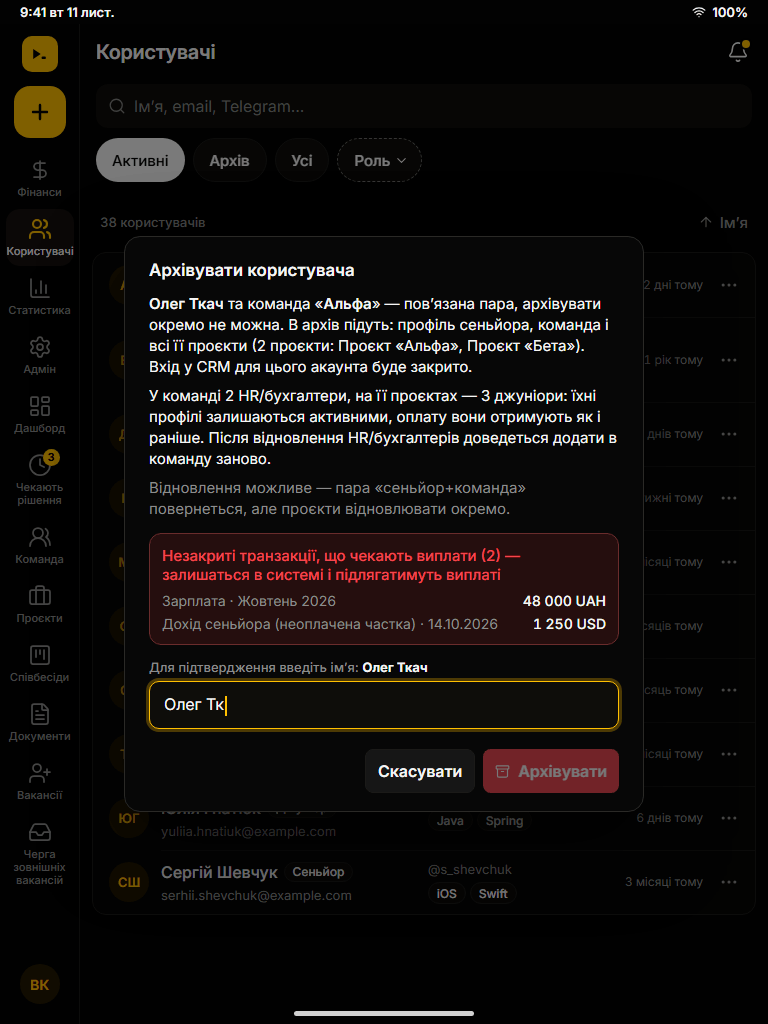 9:41 вт 11 лист.
100%
Користувачі
Ім’я, email, Telegram...
Активні
Архів
Усі
Роль
Фінанси
Користувачі
Статистика
Адмін
Дашборд
3
Чекають
рішення
Команда
Проєкти
Співбесіди
Документи
Вакансії
Черга
зовнішніх
вакансій
ВК
38 користувачів
Ім’я
2 дні тому
1 рік тому
днів тому
Архівувати користувача
Олег Ткач та команда «Альфа» — пов’язана пара, архівувати
окремо не можна. В архів підуть: профіль сеньйора, команда і
всі її проєкти (2 проєкти: Проєкт «Альфа», Проєкт «Бета»).
Вхід у CRM для цього акаунта буде закрито.
У команді 2 HR/бухгалтери, на її проєктах — 3 джуніори: їхні
профілі залишаються активними, оплату вони отримують як і
раніше. Після відновлення HR/бухгалтерів доведеться додати в
команду заново.
Відновлення можливе — пара «сеньйор+команда»
повернеться, але проєкти відновлювати окремо.
Незакриті транзакції, що чекають виплати (2) —
залишаться в системі і підлягатимуть виплаті
Зарплата · Жовтень 2026
48 000 UAH
Дохід сеньйора (неоплачена частка) · 14.10.2026
1 250 USD
Для підтвердження введіть ім’я: Олег Ткач
Олег Тк
Скасувати
Архівувати
ЮГ
yuliia.hnatiuk@example.com
Java
Spring
6 днів тому
СШ
Сергій Шевчук
Сеньйор
serhii.shevchuk@example.com
@s_shevchuk
iOS
Swift
3 місяці тому